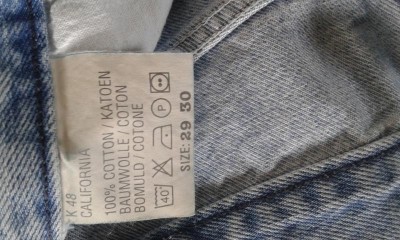 K 48
CALIFORNIA
100% COTTON / KATOEN
BAUMWOLLE / COTON
BOMULD / COTONE
40 P
SIZE: 29 30